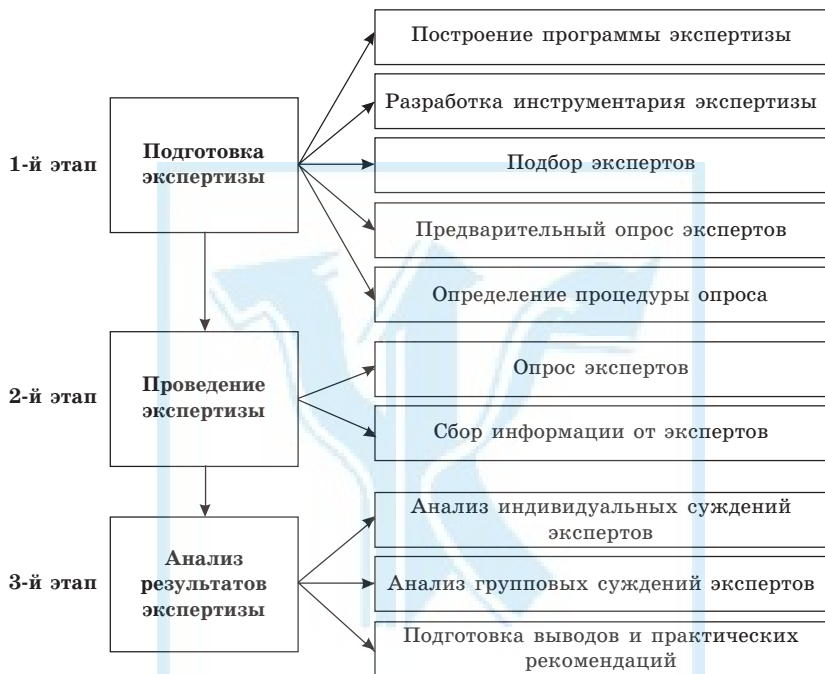 1-й этап
Подготовка
экспертизы
Построение программы экспертизы
Разработка инструментария экспертизы
Подбор экспертов
Предварительный опрос экспертов
Определение процедуры опроса
2-й этап
Проведение
экспертизы
Опрос экспертов
Сбор информации от экспертов
3-й этап
Анализ
результатов
экспертизы
Анализ индивидуальных суждений
экспертов
Анализ групповых суждений экспертов
Подготовка выводов и практических
рекомендаций